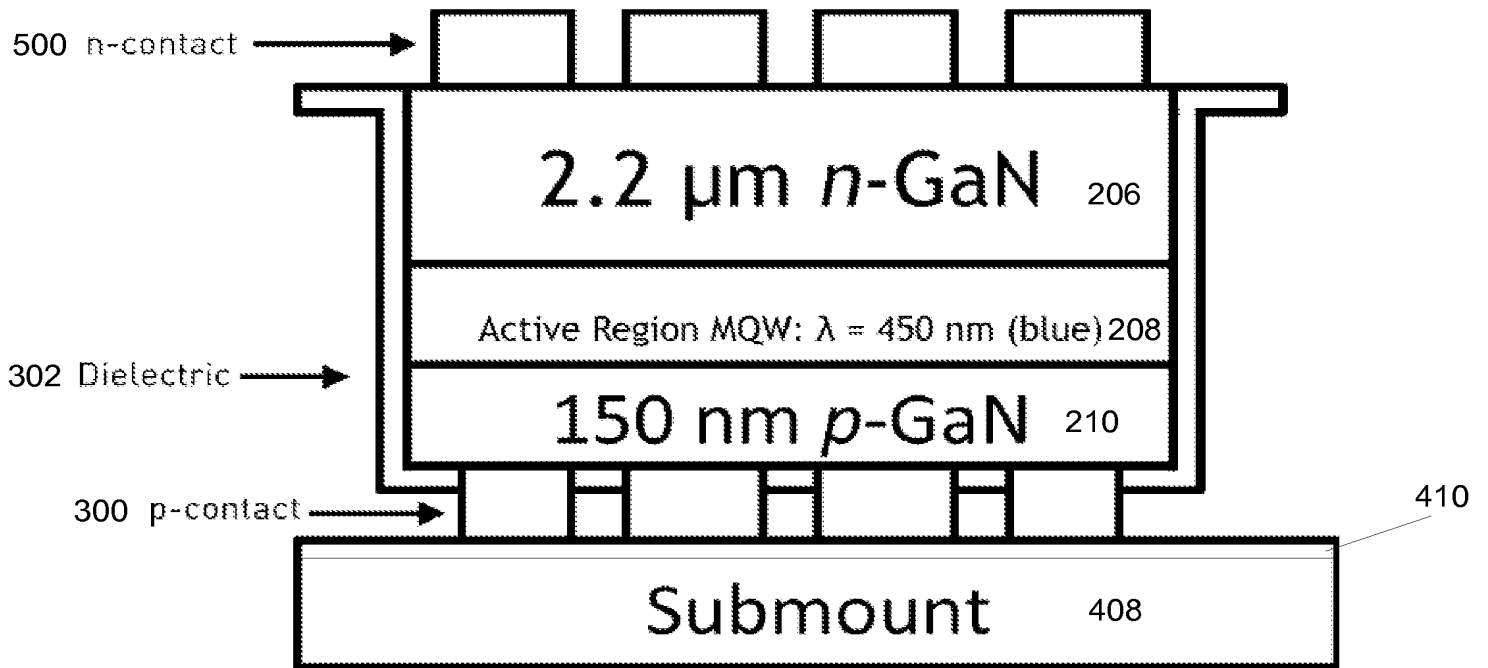 500 n-contact
2.2 µm n-GaN 206
Active Region MQW: λ = 450 nm (blue) 208
302 Dielectric
150 nm p-GaN 210
300 p-contact
410
Submount 408